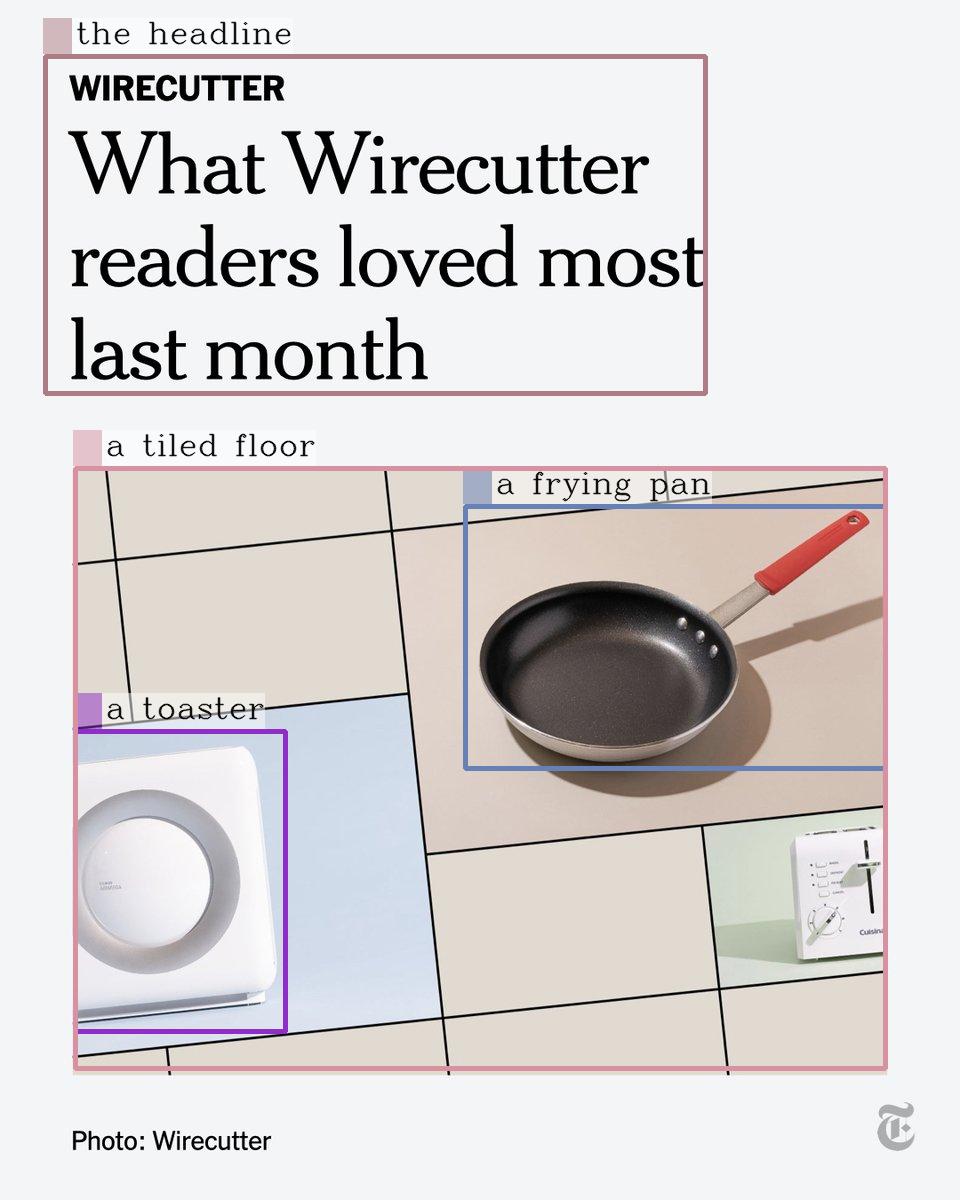 the headline
WIRECUTTER
What Wirecutter
readers loved most
last month
a tiled floor
a frying pan
a toaster
Cuisina
Photo: Wirecutter